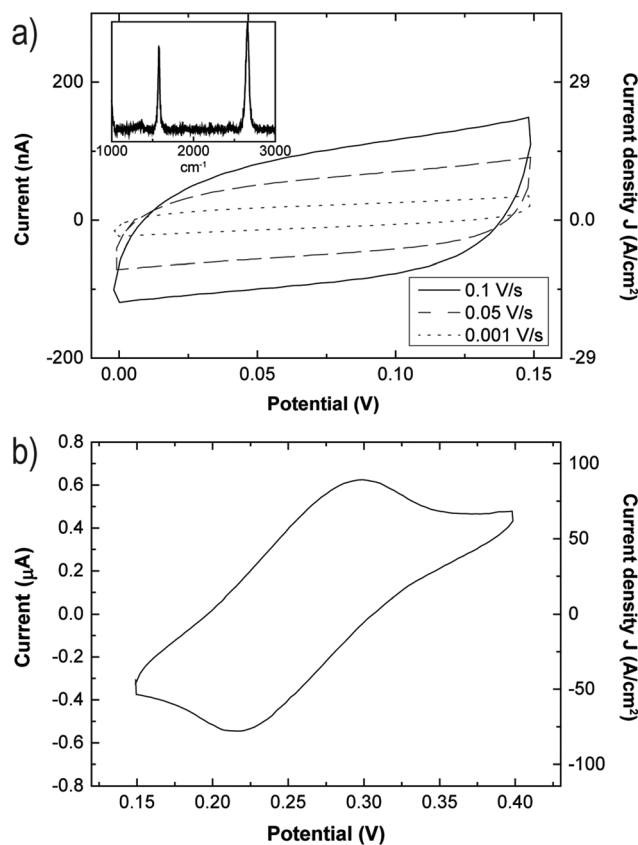 a)
300
200
100
0
-100
-200
Current (nA)
29
0.0
-29
Current density J (A/cm²)
1000 2000 3000
cm⁻¹
0.1 V/s
0.05 V/s
0.001 V/s
0.00 0.05 0.10 0.15
Potential (V)
b)
0.8
0.6
0.4
0.2
0.0
-0.2
-0.4
-0.6
-0.8
Current (μA)
100
50
0
-50
-100
Current density J (A/cm²)
0.15 0.20 0.25 0.30 0.35 0.40
Potential (V)